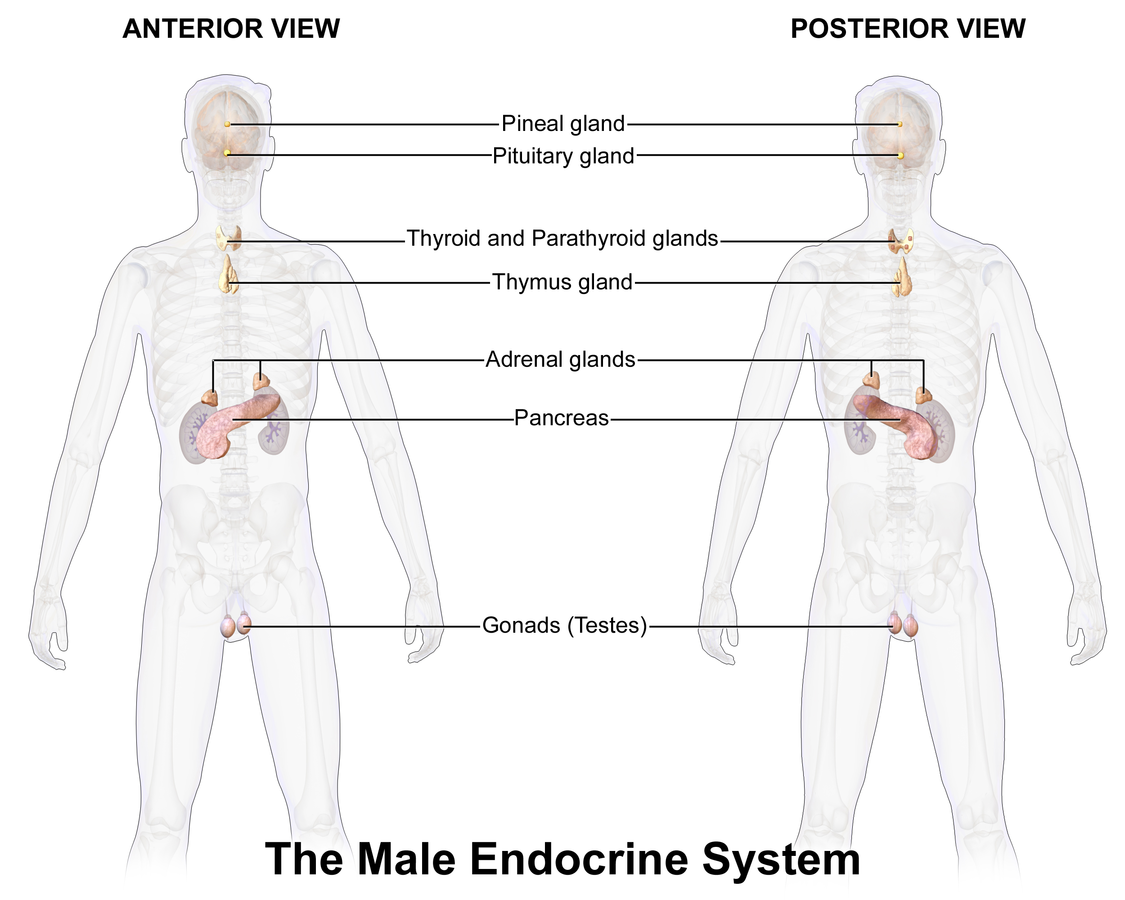 ANTERIOR VIEW
POSTERIOR VIEW
Pineal gland
Pituitary gland
Thyroid and Parathyroid glands
Thymus gland
Adrenal glands
Pancreas
Gonads (Testes)
The Male Endocrine System